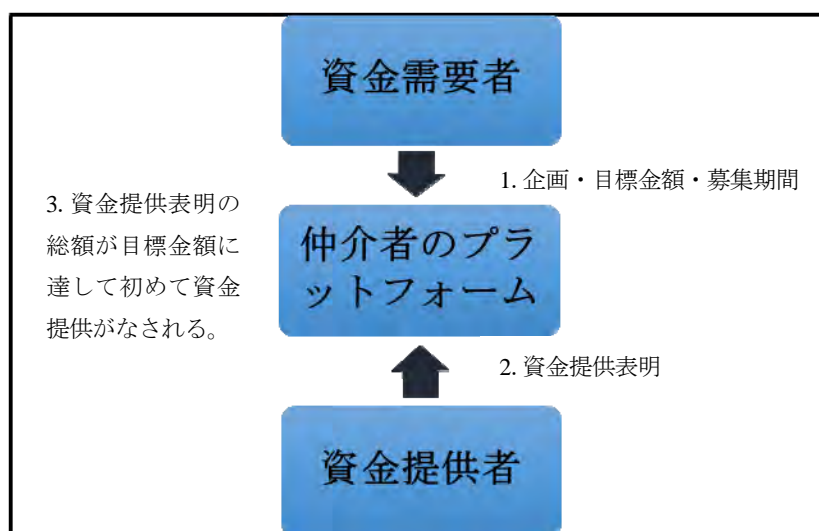 資金需要者
1. 企画・目標金額・募集期間
3. 資金提供表明の
総額が目標金額に
達して初めて資金
提供がなされる。
仲介者のプラ
ットフォーム
2. 資金提供表明
資金提供者